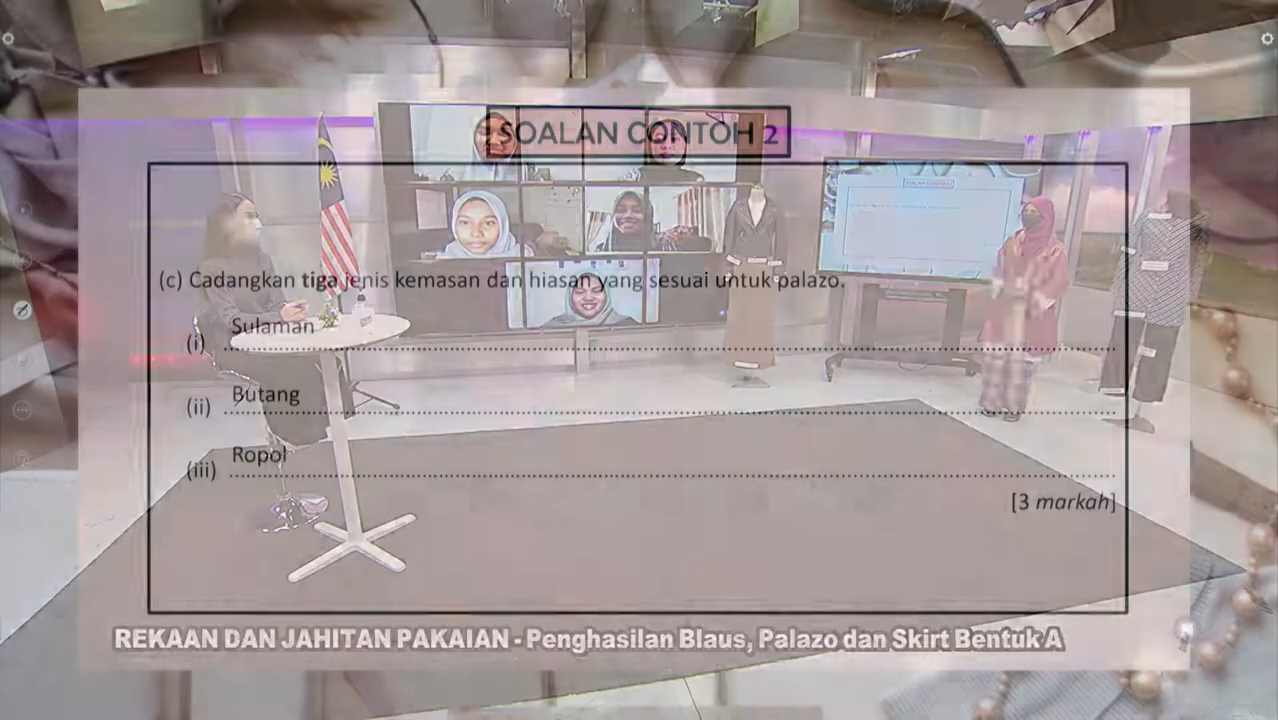 SOALAN CONTOH 2
(c) Cadangkan tiga jenis kemasan dan hiasan yang sesuai untuk palazo.
(i) Sulaman
(ii) Butang
(iii) Ropol
[3 markah]
REKAAN DAN JAHITAN PAKAIAN - Penghasilan Blaus, Palazo dan Skirt Bentuk A